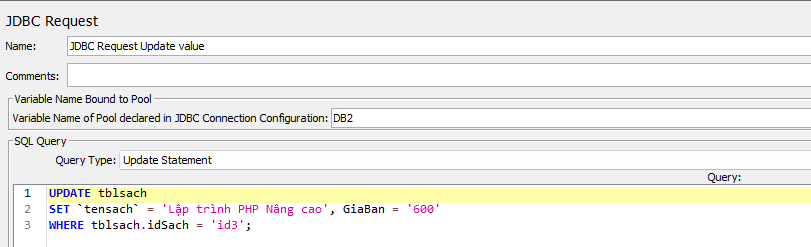 JDBC Request
Name: JDBC Request Update value
Comments:
Variable Name Bound to Pool
Variable Name of Pool declared in JDBC Connection Configuration: DB2
SQL Query
Query Type: Update Statement
Query:
1 UPDATE tblsach
2 SET `tensach` = 'Lập trình PHP Nâng cao', GiaBan = '600'
3 WHERE tblsach.idSach = 'id3';